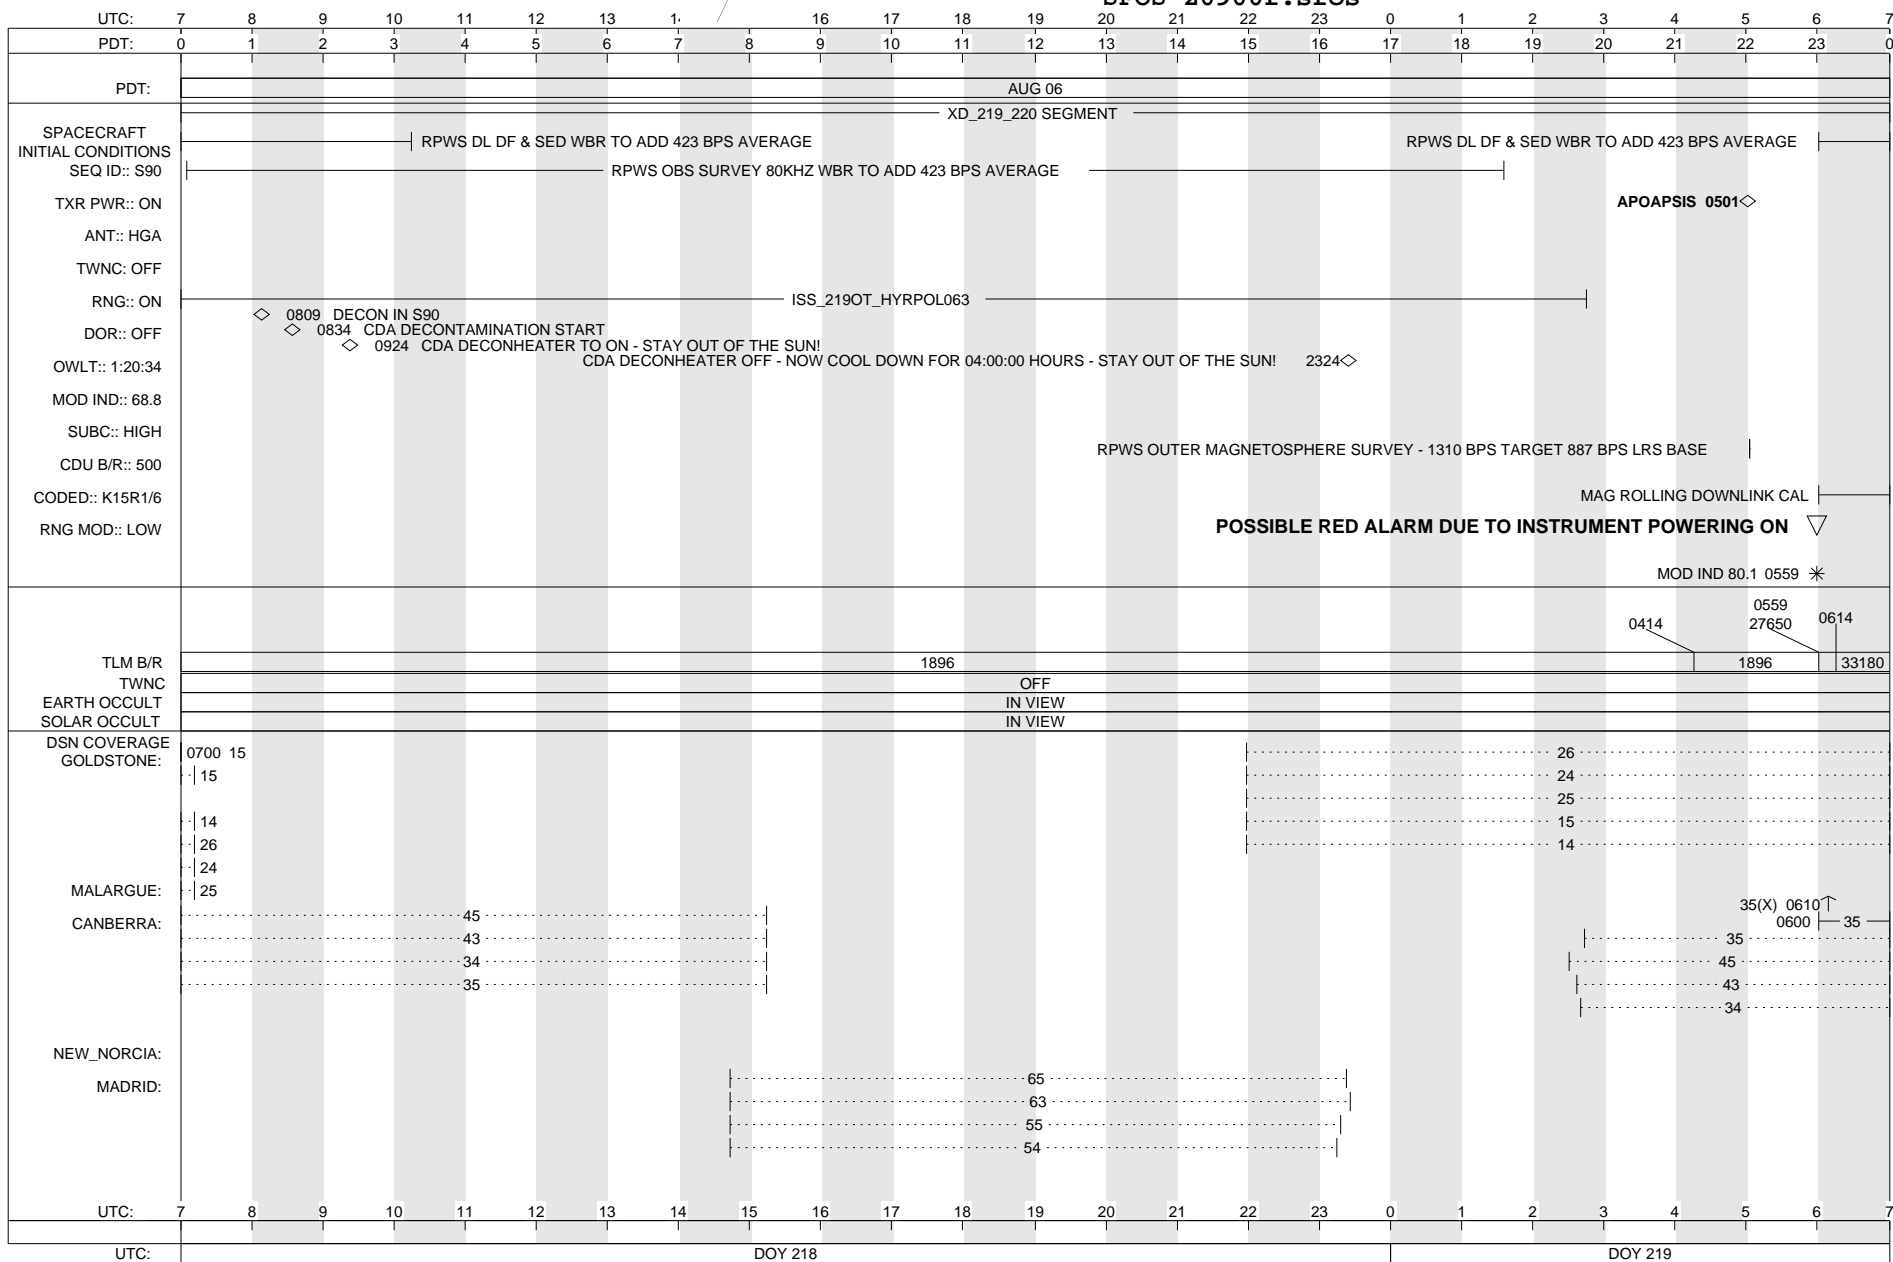 SFOS
UTC: 7 8 9 10 11 12 13 16 17 18 19 20 21 22 23 0 1 2 3 4 5 6 7
PDT: 0 1 2 3 4 5 6 7 8 9 10 11 12 13 14 15 16 17 18 19 20 21 22 23 0
PDT: AUG 06
XD_219_220 SEGMENT
SPACECRAFT
INITIAL CONDITIONS
RPWS DL DF & SED WBR TO ADD 423 BPS AVERAGE
RPWS DL DF & SED WBR TO ADD 423 BPS AVERAGE
SEQ ID:: S90
RPWS OBS SURVEY 80KHZ WBR TO ADD 423 BPS AVERAGE
TXR PWR:: ON
APOAPSIS 0501
ANT:: HGA
TWNC: OFF
RNG:: ON
ISS_219OT_HYRPOL063
0809 DECON IN S90
DOR:: OFF
0834 CDA DECONTAMINATION START
0924 CDA DECONHEATER TO ON - STAY OUT OF THE SUN!
CDA DECONHEATER OFF - NOW COOL DOWN FOR 04:00:00 HOURS - STAY OUT OF THE SUN! 2324
OWLT:: 1:20:34
MOD IND:: 68.8
SUBC:: HIGH
RPWS OUTER MAGNETOSPHERE SURVEY - 1310 BPS TARGET 887 BPS LRS BASE
CDU B/R:: 500
CODED:: K15R1/6
MAG ROLLING DOWNLINK CAL
RNG MOD:: LOW
POSSIBLE RED ALARM DUE TO INSTRUMENT POWERING ON
MOD IND 80.1 0559
0559
0414 27650 0614
TLM B/R 1896 1896 33180
TWNC OFF
EARTH OCCULT IN VIEW
SOLAR OCCULT IN VIEW
DSN COVERAGE
GOLDSTONE:
0700 15 26
15 24
25
14 15
26 14
24
MALARGUE: 25
35(X) 0610
CANBERRA:
45 0600 35
43 35
34 45
35 43
34
NEW_NORCIA:
MADRID:
65
63
55
54
UTC: 7 8 9 10 11 12 13 14 15 16 17 18 19 20 21 22 23 0 1 2 3 4 5 6 7
UTC: DOY 218 DOY 219